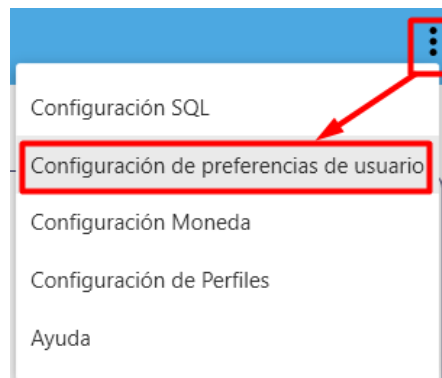 Configuración SQL
Configuración de preferencias de usuario
Configuración Moneda
Configuración de Perfiles
Ayuda